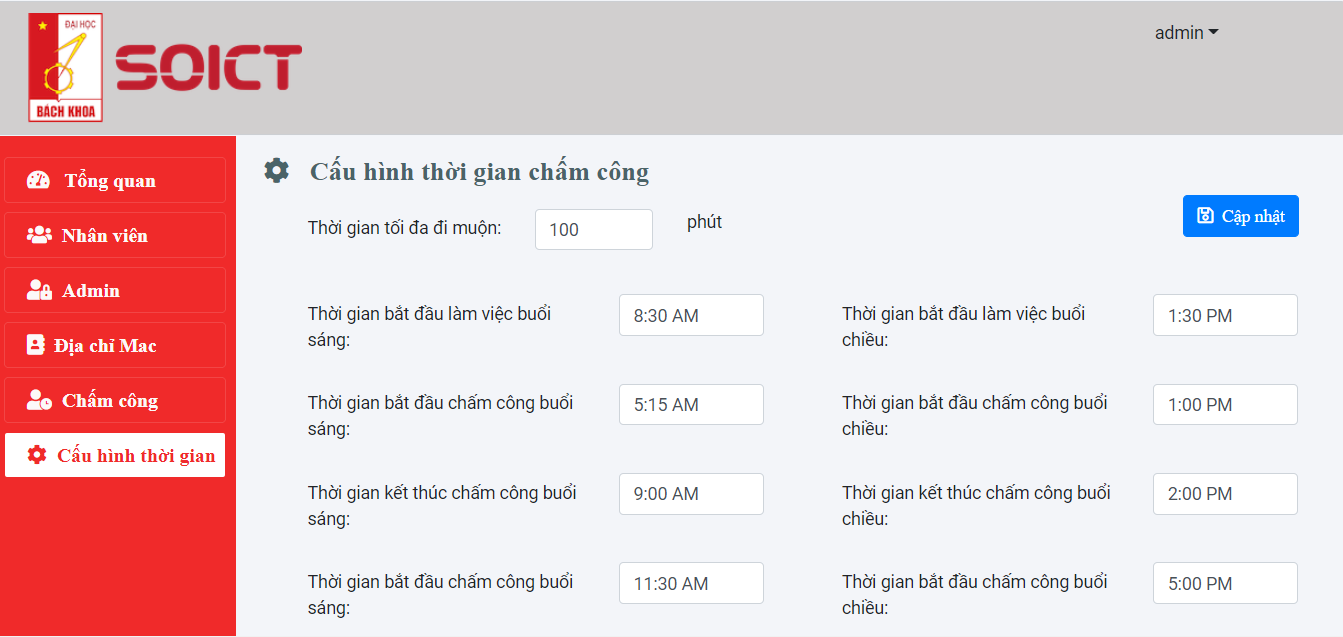 ĐẠI HỌC
BÁCH KHOA
SOICT
admin
Tổng quan
Nhân viên
Admin
Địa chỉ Mac
Chấm công
Cấu hình thời gian
Cấu hình thời gian chấm công
Thời gian tối đa đi muộn:
100
phút
Cập nhật
Thời gian bắt đầu làm việc buổi
sáng:
8:30 AM
Thời gian bắt đầu làm việc buổi
chiều:
1:30 PM
Thời gian bắt đầu chấm công buổi
sáng:
5:15 AM
Thời gian bắt đầu chấm công buổi
chiều:
1:00 PM
Thời gian kết thúc chấm công buổi
sáng:
9:00 AM
Thời gian kết thúc chấm công buổi
chiều:
2:00 PM
Thời gian bắt đầu chấm công buổi
sáng:
11:30 AM
Thời gian bắt đầu chấm công buổi
chiều:
5:00 PM